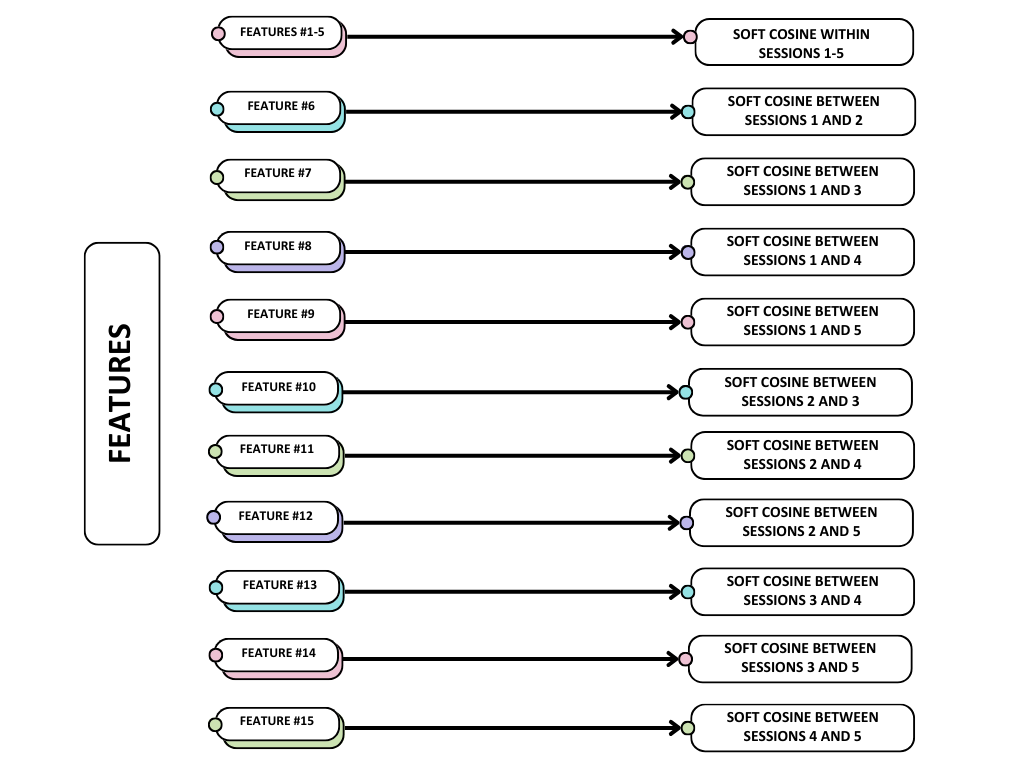 FEATURES
FEATURES #1-5
SOFT COSINE WITHIN
SESSIONS 1-5
FEATURE #6
SOFT COSINE BETWEEN
SESSIONS 1 AND 2
FEATURE #7
SOFT COSINE BETWEEN
SESSIONS 1 AND 3
FEATURE #8
SOFT COSINE BETWEEN
SESSIONS 1 AND 4
FEATURE #9
SOFT COSINE BETWEEN
SESSIONS 1 AND 5
FEATURE #10
SOFT COSINE BETWEEN
SESSIONS 2 AND 3
FEATURE #11
SOFT COSINE BETWEEN
SESSIONS 2 AND 4
FEATURE #12
SOFT COSINE BETWEEN
SESSIONS 2 AND 5
FEATURE #13
SOFT COSINE BETWEEN
SESSIONS 3 AND 4
FEATURE #14
SOFT COSINE BETWEEN
SESSIONS 3 AND 5
FEATURE #15
SOFT COSINE BETWEEN
SESSIONS 4 AND 5